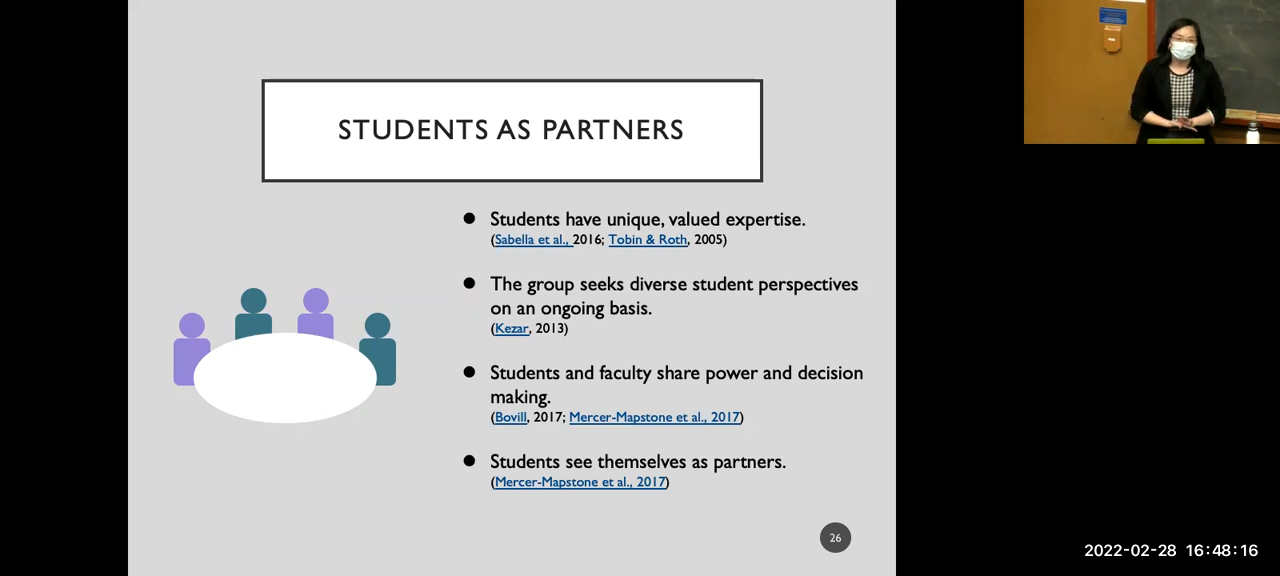 STUDENTS AS PARTNERS
● Students have unique, valued expertise.
(Sabella et al., 2016; Tobin & Roth, 2005)
● The group seeks diverse student perspectives
on an ongoing basis.
(Kezar, 2013)
● Students and faculty share power and decision
making.
(Bovill, 2017; Mercer-Mapstone et al., 2017)
● Students see themselves as partners.
(Mercer-Mapstone et al., 2017)
26
2022-02-28 16:48:16